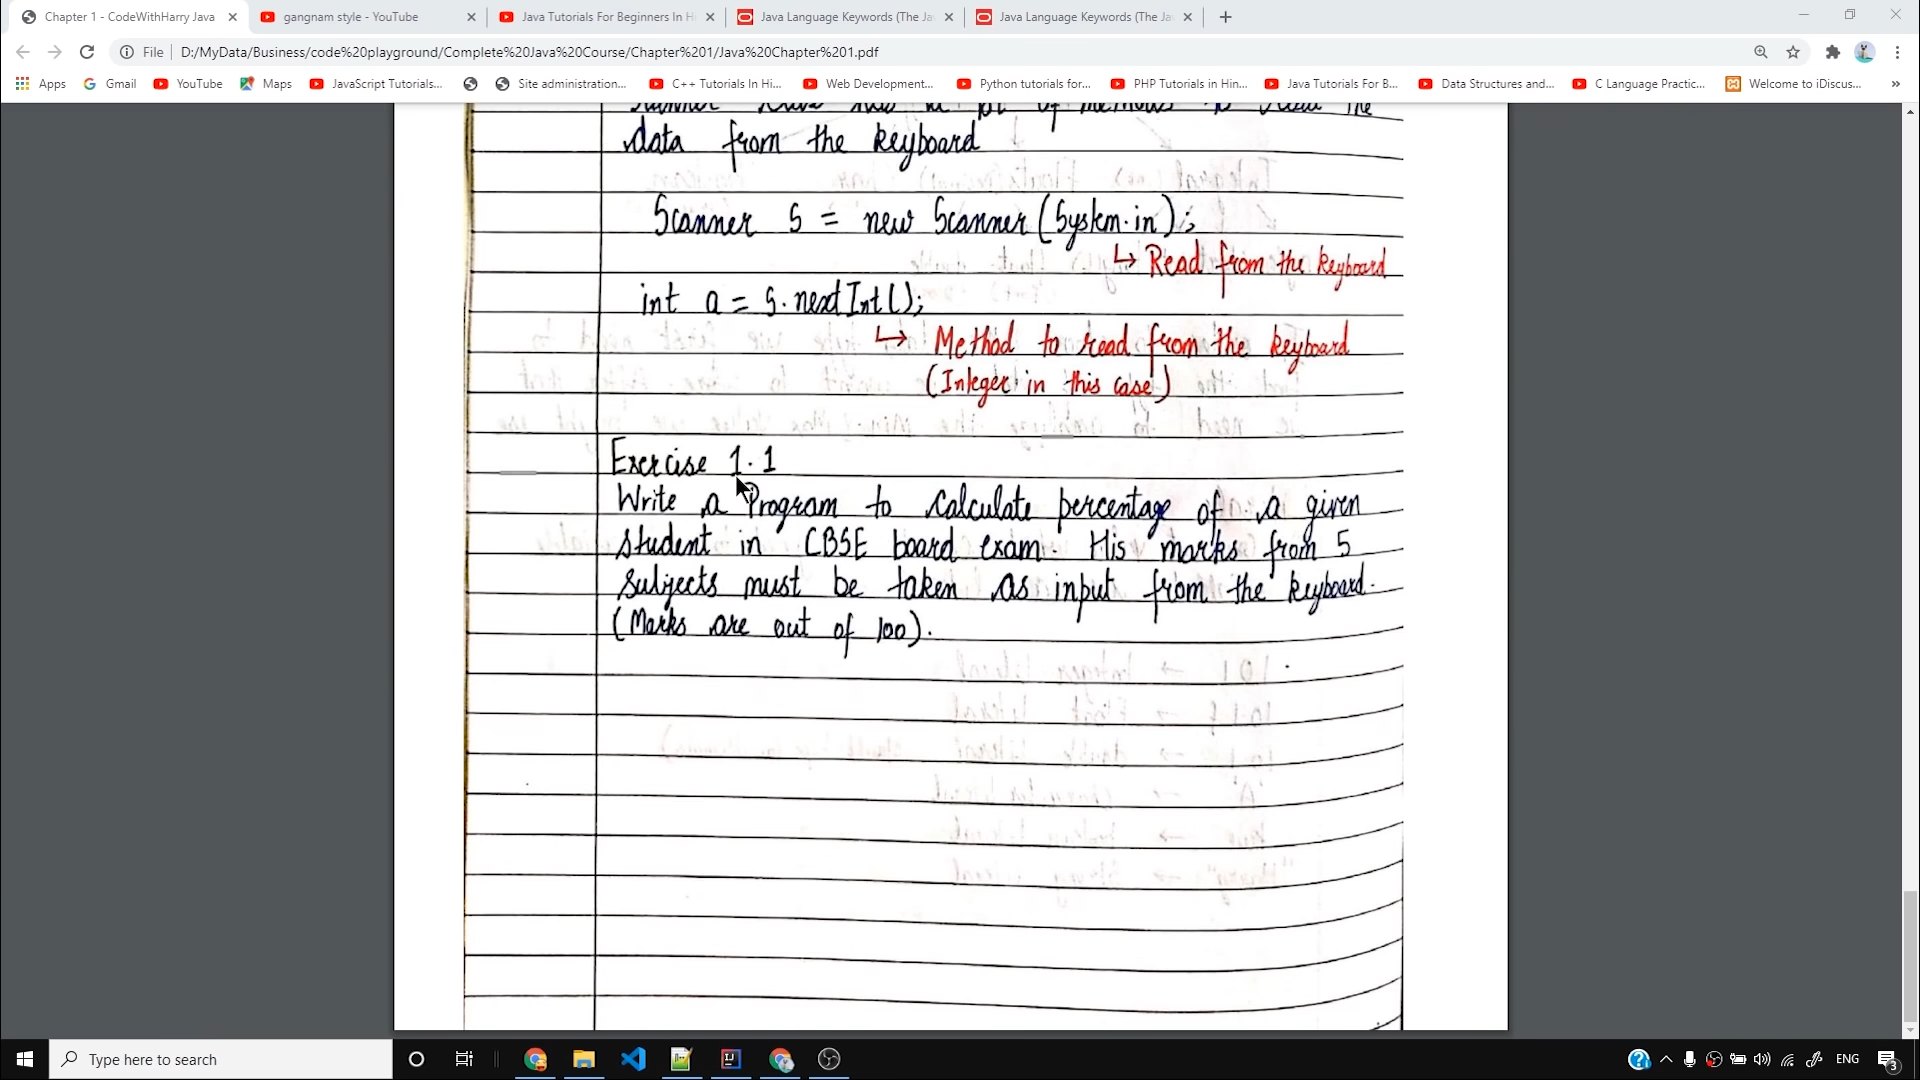 Chapter 1 - CodeWithHarry Java
gangnam style - YouTube
Java Tutorials For Beginners In Hi
Java Language Keywords (The Ja
Java Language Keywords (The Ja
File
D:/MyData/Business/code%20playground/Complete%20Java%20Course/Chapter%201/Java%20Chapter%201.pdf
Apps
Gmail
YouTube
Maps
JavaScript Tutorials...
Site administration...
C++ Tutorials In Hi...
Web Development...
Python tutorials for...
PHP Tutorials in Hin...
Java Tutorials For B...
Data Structures and...
C Language Practic...
Welcome to iDiscus...
data from the keyboard
Scanner S = new Scanner (System.in);
↳ Read from the keyboard
int a = S.nextInt();
↳ Method to read from the keyboard
(Integer in this case)
Exercise 1.1
Write a Program to calculate percentage of a given
student in CBSE board exam. His marks from 5
subjects must be taken as input from the keyboard.
(Marks are out of 100).
Type here to search
ENG
3